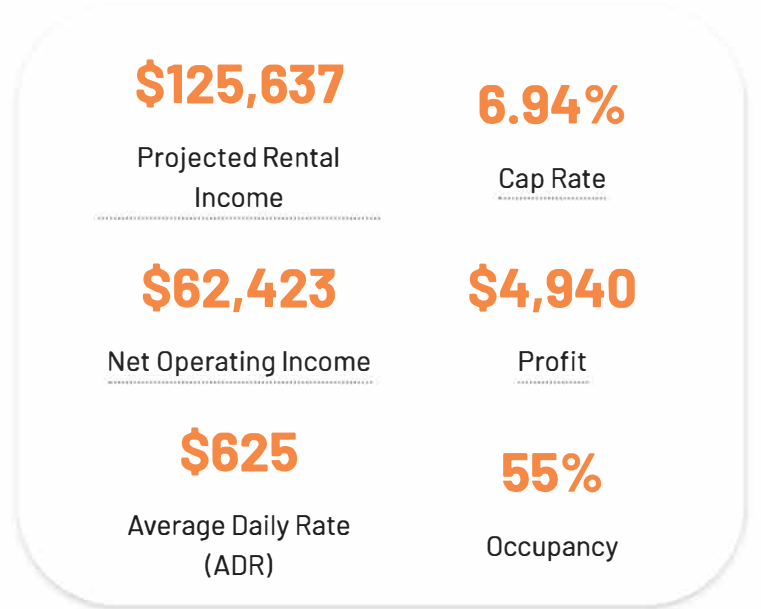 $125,637
Projected Rental
Income
6.94%
Cap Rate
$62,423
Net Operating Income
$4,940
Profit
$625
Average Daily Rate
(ADR)
55%
Occupancy